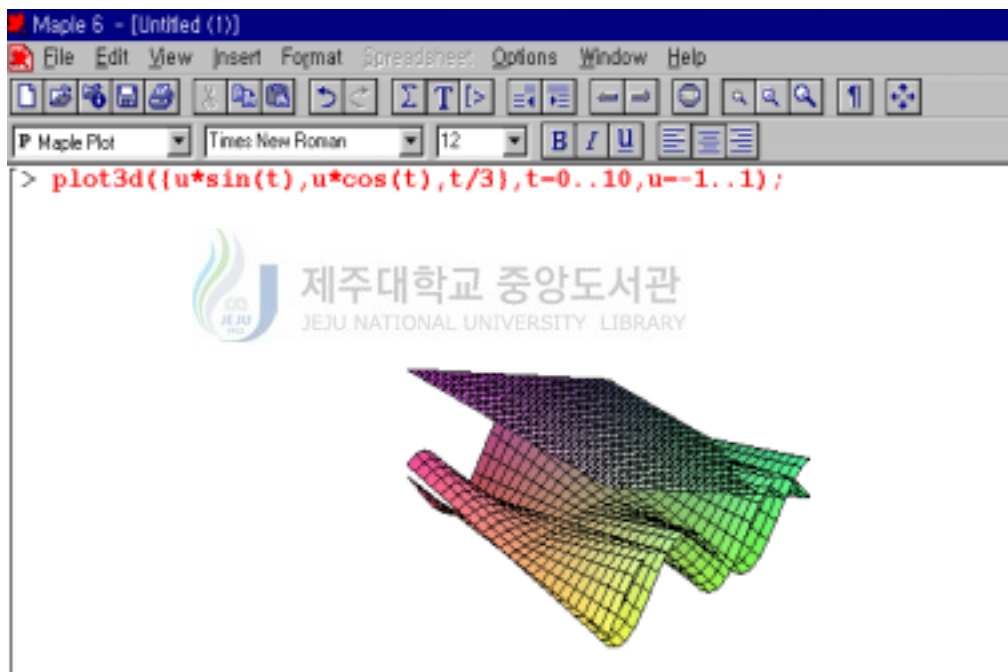 Maple 6 - [Untitled (1)]
File Edit View Insert Format Spreadsheet Options Window Help
Σ T [>
P Maple Plot Times New Roman 12 B I U
[> plot3d({u*sin(t),u*cos(t),t/3},t=0..10,u=-1..1);
제주대학교 중앙도서관
JEJU NATIONAL UNIVERSITY LIBRARY
JEJU